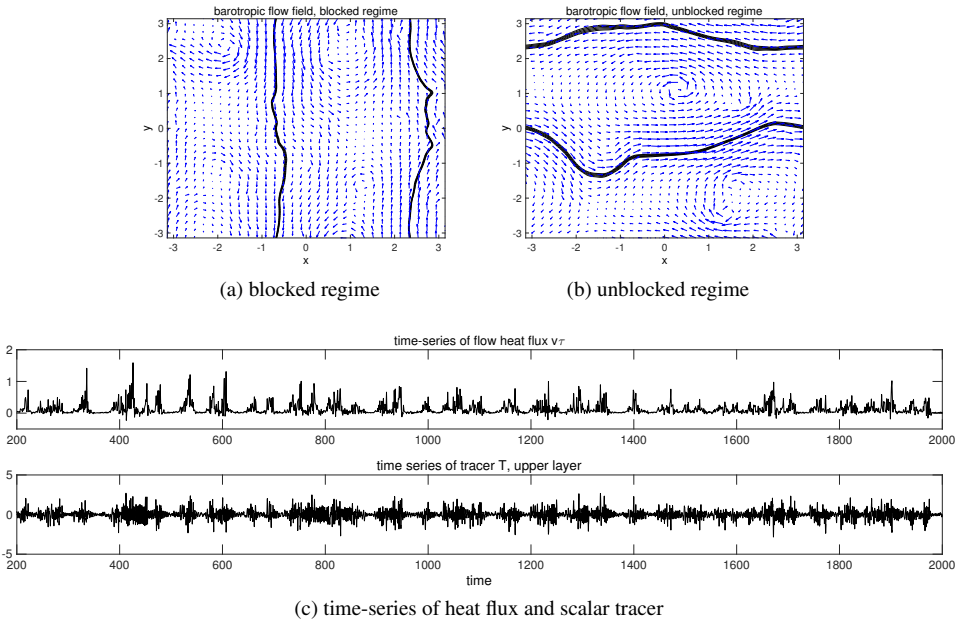 barotropic flow field, blocked regime
3
2
1
0
-1
-2
-3
y
-3 -2 -1 0 1 2 3
x
(a) blocked regime
barotropic flow field, unblocked regime
3
2
1
0
-1
-2
-3
y
-3 -2 -1 0 1 2 3
x
(b) unblocked regime
time-series of flow heat flux vτ
2
1
0
200 400 600 800 1000 1200 1400 1600 1800 2000
time series of tracer T, upper layer
5
0
-5
200 400 600 800 1000 1200 1400 1600 1800 2000
time
(c) time-series of heat flux and scalar tracer